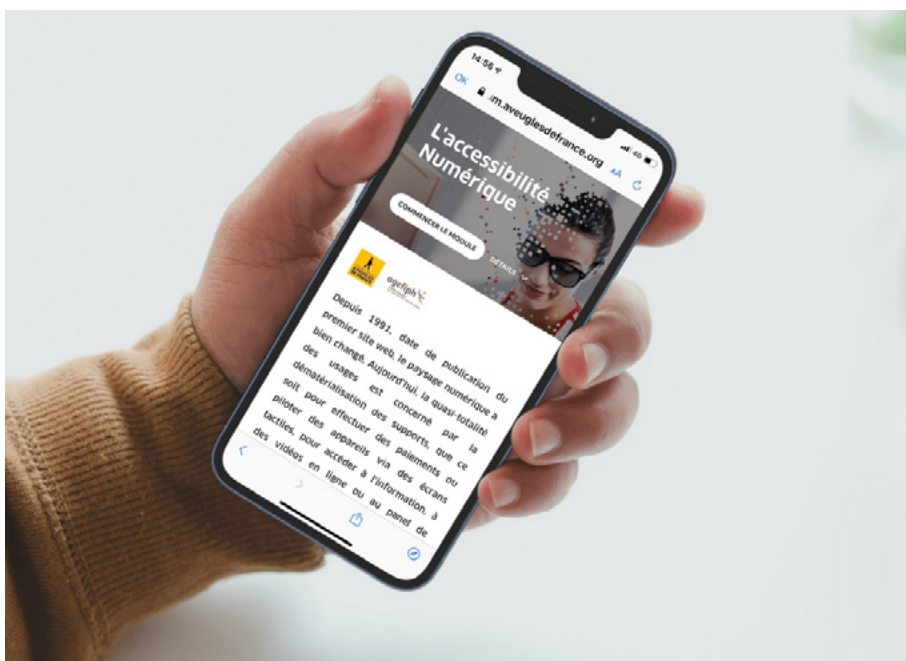 14:56
4G
OK
m.aveuglesdefrance.org
AA
L'accessibilité
Numérique
COMMENCER LE MODULE
DÉTAILS
agefiph
Depuis 1991, date de publication du
premier site web, le paysage numérique a
bien changé. Aujourd'hui, la quasi-totalité
des usages est concerné par la
dématérialisation des supports, que ce
soit pour effectuer des paiements ou
piloter des appareils via des écrans
tactiles, pour accéder à l'information, à
des vidéos en ligne ou au panel de